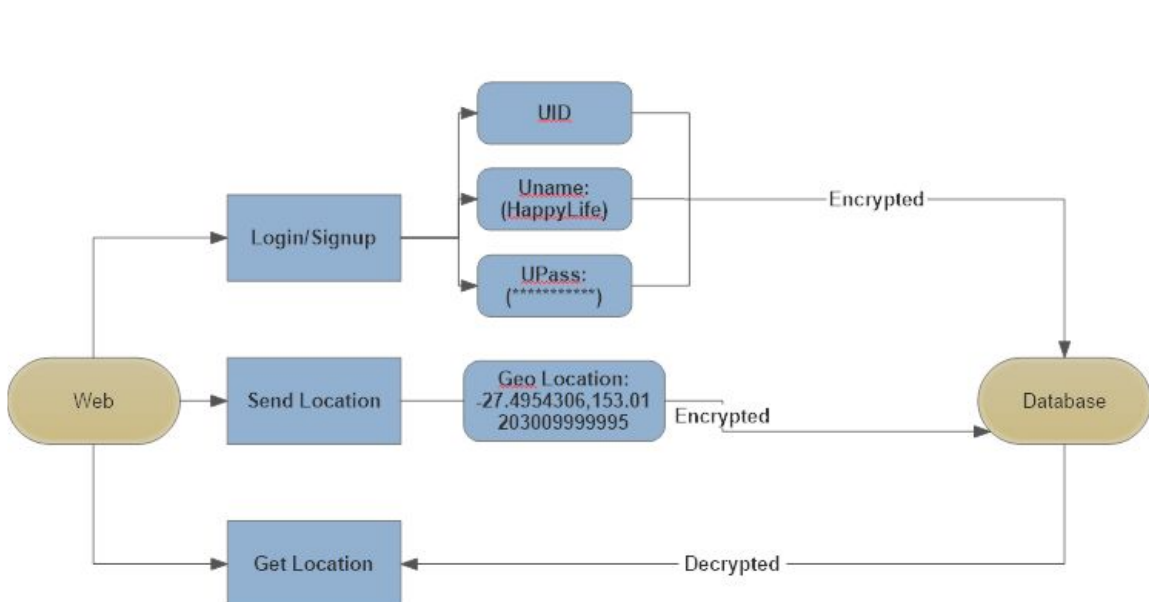 UID
Uname:
(HappyLife)
Encrypted
Login/Signup
UPass:
(***********)
Web
Send Location
Geo Location:
-27.4954306,153.01
203009999995
Encrypted
Database
Get Location
Decrypted